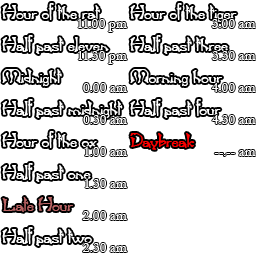 Hour of the rat
11.00 pm
Half past eleven
11.30 pm
Midnight
0.00 am
Half past midnight
0.30 am
Hour of the ox
1.00 am
Half past one
1.30 am
Late Hour
2.00 am
Half past two
2.30 am
Hour of the tiger
3.00 am
Half past three
3.30 am
Morning hour
4.00 am
Half past four
4.30 am
Daybreak
--.-- am